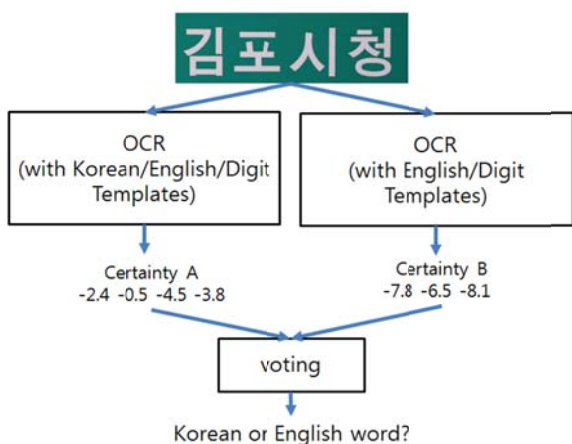 김포시청
OCR
(with Korean/English/Digit
Templates)
OCR
(with English/Digit
Templates)
Certainty A
-2.4 -0.5 -4.5 -3.8
Certainty B
-7.8 -6.5 -8.1
voting
Korean or English word?